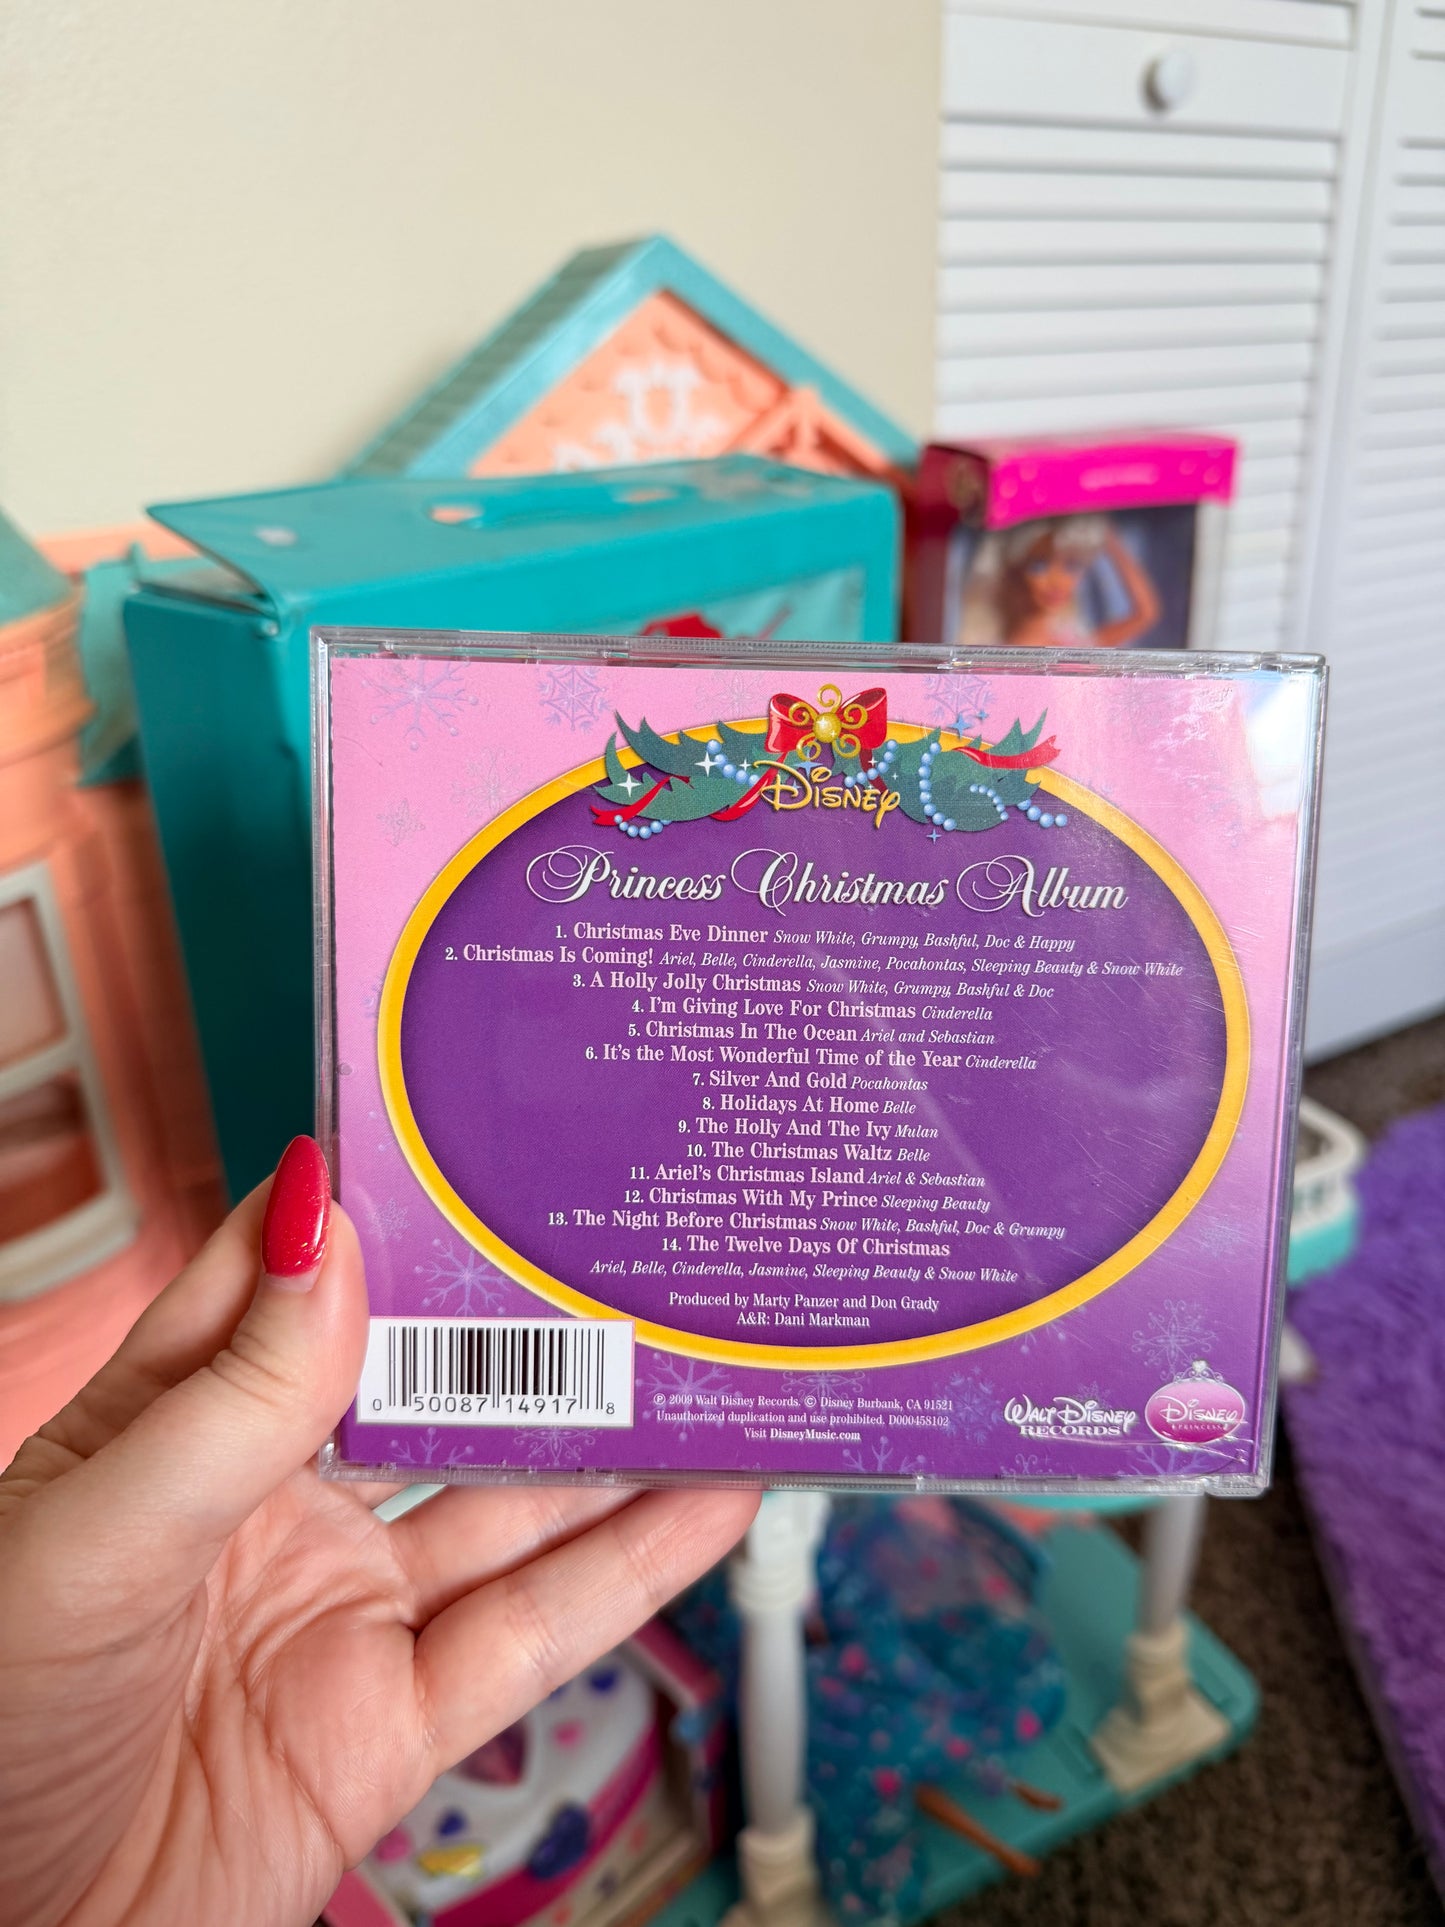 Disney
Princess Christmas Album
1. Christmas Eve Dinner Snow White, Grumpy, Bashful, Doc & Happy
2. Christmas Is Coming! Ariel, Belle, Cinderella, Jasmine, Pocahontas, Sleeping Beauty & Snow White
3. A Holly Jolly Christmas Snow White, Grumpy, Bashful & Doc
4. I'm Giving Love For Christmas Cinderella
5. Christmas In The Ocean Ariel and Sebastian
6. It's the Most Wonderful Time of the Year Cinderella
7. Silver And Gold Pocahontas
8. Holidays At Home Belle
9. The Holly And The Ivy Mulan
10. The Christmas Waltz Belle
11. Ariel's Christmas Island Ariel & Sebastian
12. Christmas With My Prince Sleeping Beauty
13. The Night Before Christmas Snow White, Bashful, Doc & Grumpy
14. The Twelve Days Of Christmas
Ariel, Belle, Cinderella, Jasmine, Sleeping Beauty & Snow White
Produced by Marty Panzer and Don Grady
A&R: Dani Markman
0 50087 14917 8
℗ 2009 Walt Disney Records. © Disney Burbank, CA 91521
Unauthorized duplication and use prohibited. D000458102
Visit DisneyMusic.com
Walt Disney
RECORDS
Disney
PRINCESS